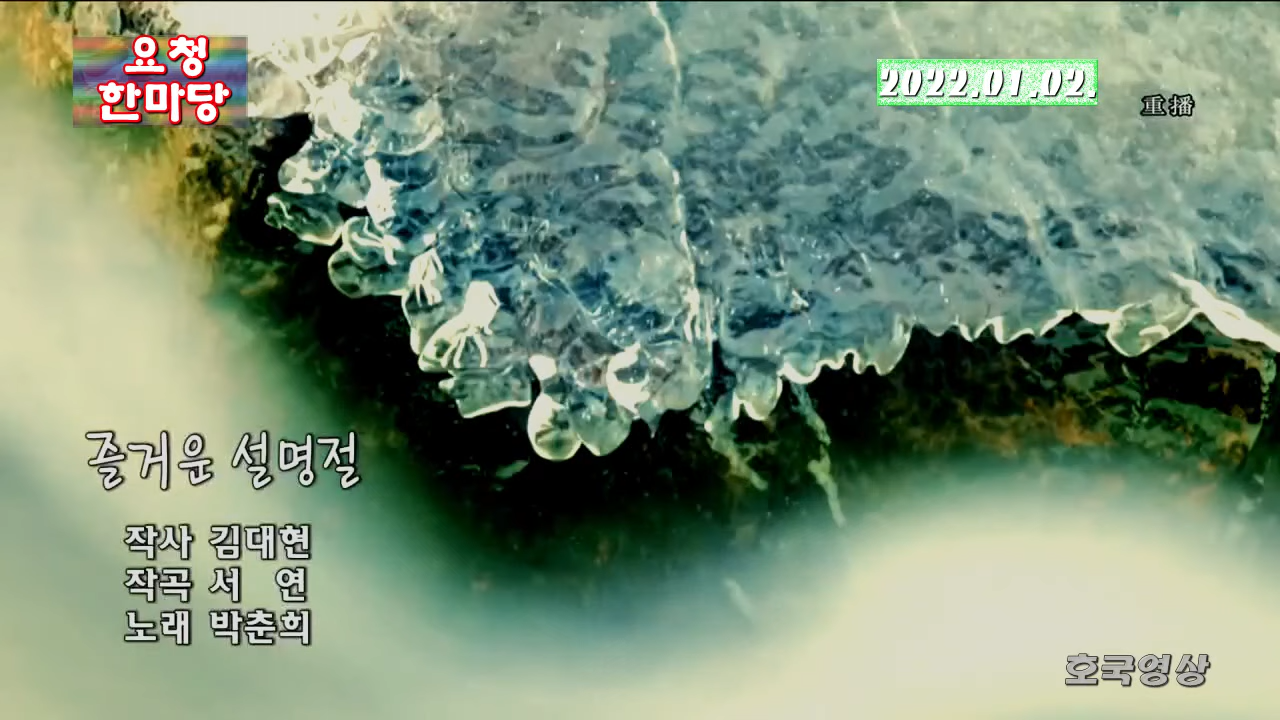 요청
한마당
2022.01.02.
重播
즐거운 설명절
작사 김대현
작곡 서 연
노래 박춘희
호국영상